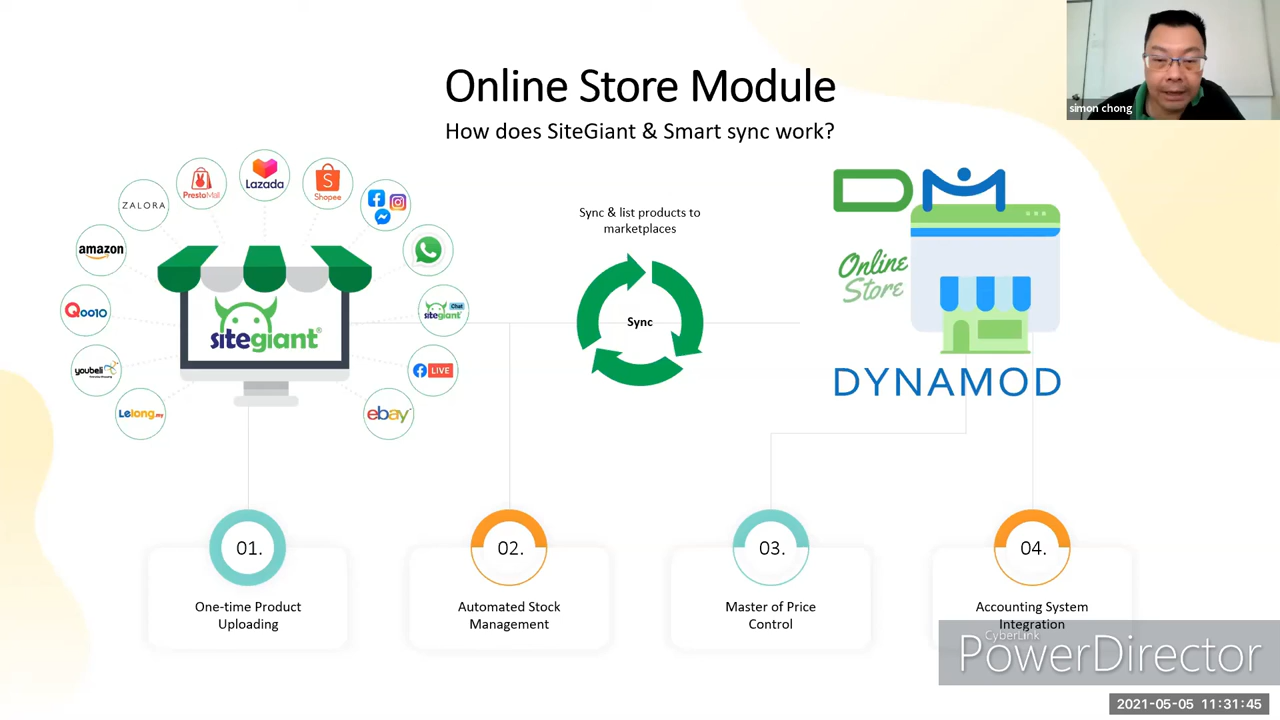 simon chong
Online Store Module
How does SiteGiant & Smart sync work?
ZALORA
PrestoMall
Lazada
Shopee
amazon
Qoo10
youbeli
Lelong.my
sitegiant®
sitegiant
Chat
LIVE
ebay
Sync & list products to
marketplaces
Sync
DM
Online
Store
DYNAMOD
01.
One-time Product
Uploading
02.
Automated Stock
Management
03.
Master of Price
Control
04.
Accounting System
Integration
CyberLink
PowerDirector
2021-05-05 11:31:45